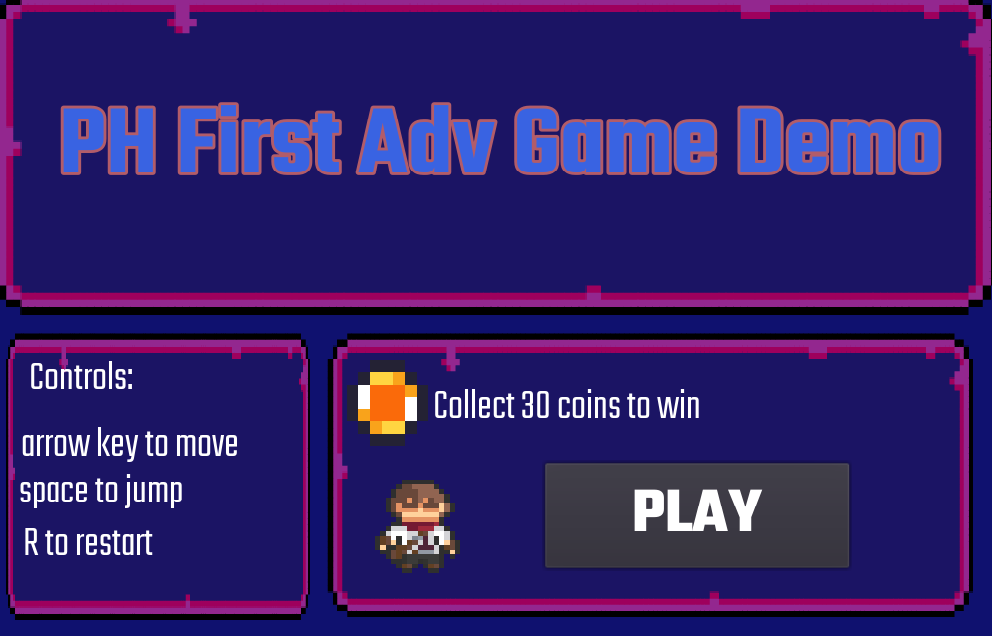 PH First Adv Game Demo
Controls:
arrow key to move
space to jump
R to restart
Collect 30 coins to win
PLAY